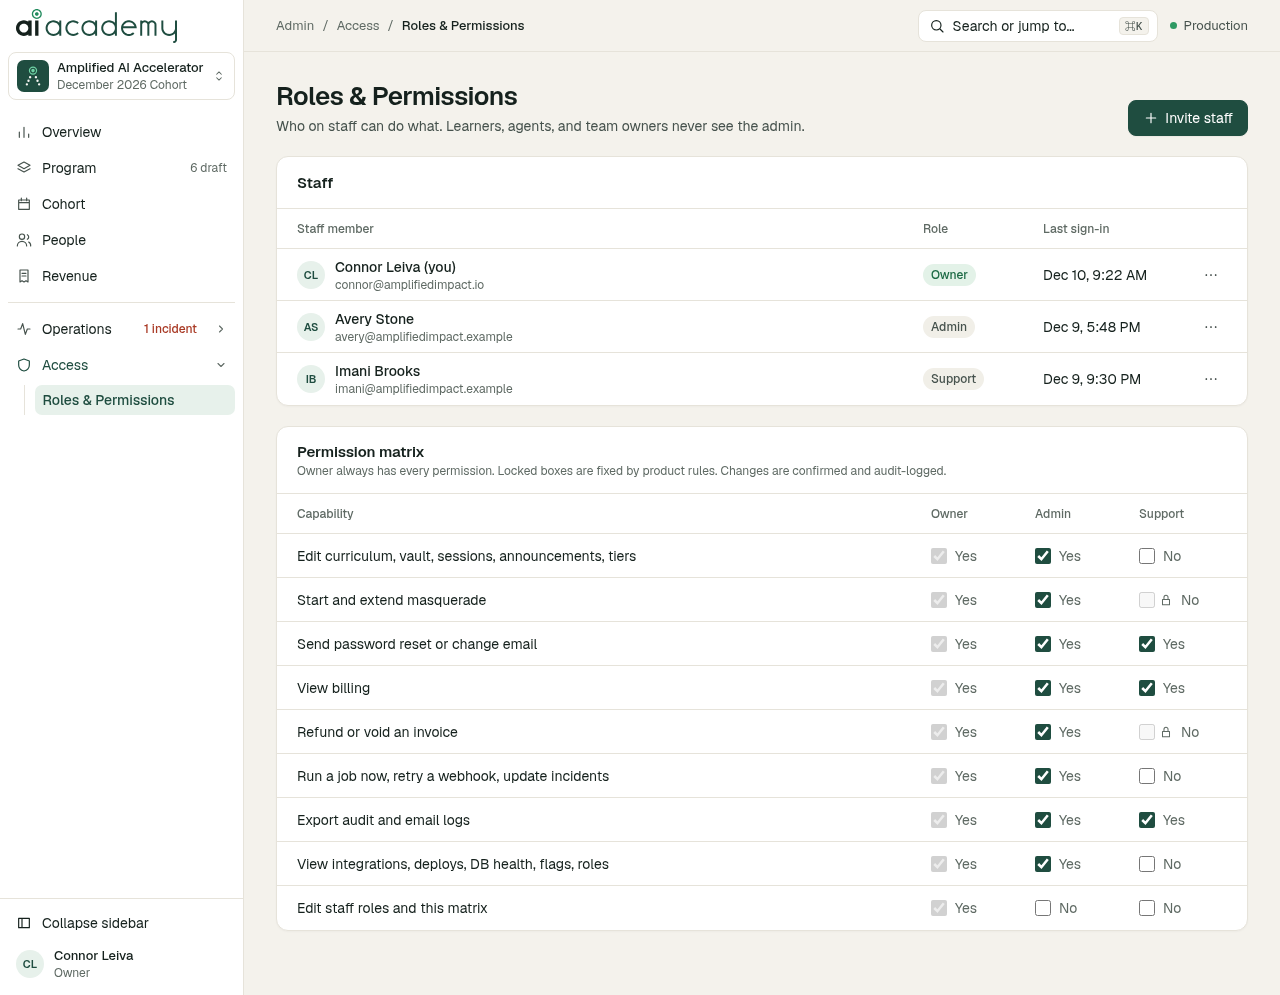 ai academy
Amplified AI Accelerator
December 2026 Cohort
Overview
Program 6 draft
Cohort
People
Revenue
Operations 1 incident
Access
Roles & Permissions
Collapse sidebar
CL Connor Leiva
Owner
Admin / Access / Roles & Permissions
Search or jump to... ⌘K
Production
Roles & Permissions
Who on staff can do what. Learners, agents, and team owners never see the admin.
Invite staff
Staff
Staff member Role Last sign-in
CL Connor Leiva (you) Owner Dec 10, 9:22 AM ...
connor@amplifiedimpact.io
AS Avery Stone Admin Dec 9, 5:48 PM ...
avery@amplifiedimpact.example
IB Imani Brooks Support Dec 9, 9:30 PM ...
imani@amplifiedimpact.example
Permission matrix
Owner always has every permission. Locked boxes are fixed by product rules. Changes are confirmed and audit-logged.
Capability Owner Admin Support
Edit curriculum, vault, sessions, announcements, tiers Yes Yes No
Start and extend masquerade Yes Yes No
Send password reset or change email Yes Yes Yes
View billing Yes Yes Yes
Refund or void an invoice Yes Yes No
Run a job now, retry a webhook, update incidents Yes Yes No
Export audit and email logs Yes Yes Yes
View integrations, deploys, DB health, flags, roles Yes Yes No
Edit staff roles and this matrix Yes No No